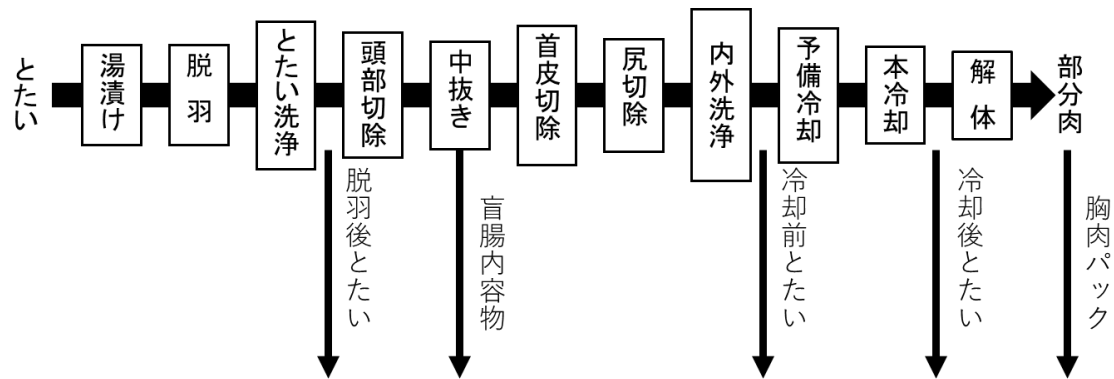 とたい
湯漬け
脱羽
とたい洗浄
頭部切除
中抜き
首皮切除
尻切除
内外洗浄
予備冷却
本冷却
解体
部分肉
脱羽後とたい
盲腸内容物
冷却前とたい
冷却後とたい
胸肉パック